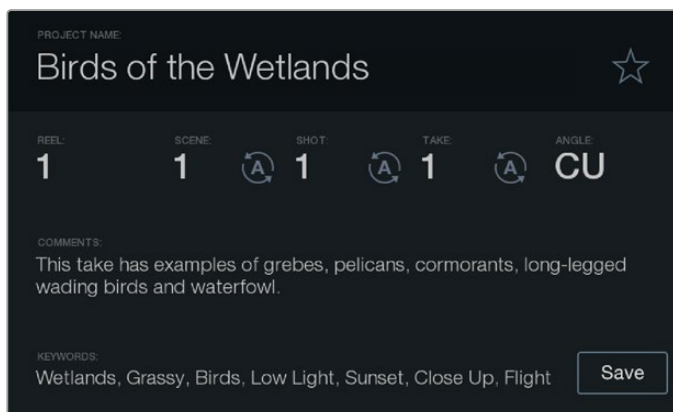 PROJECT NAME:
Birds of the Wetlands
REEL: SCENE: SHOT: TAKE: ANGLE:
1 1 A 1 A 1 A CU
COMMENTS:
This take has examples of grebes, pelicans, cormorants, long-legged
wading birds and waterfowl.
KEYWORDS:
Wetlands, Grassy, Birds, Low Light, Sunset, Close Up, Flight
Save